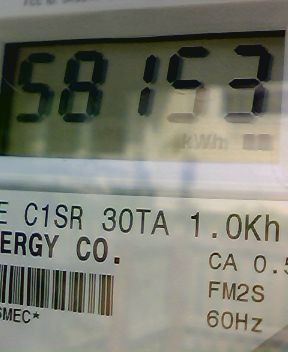 58153
kWh
E C1SR 30TA 1.0Kh
ERGY CO.
CA 0.5
FM2S
SMEC*
60Hz